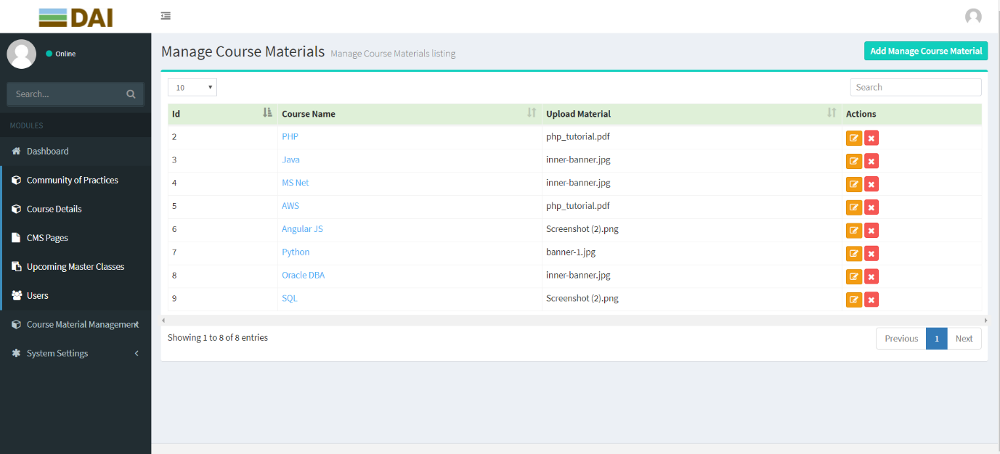 DAI
Online
Search...
MODULES
Dashboard
Community of Practices
Course Details
CMS Pages
Upcoming Master Classes
Users
Course Material Management
System Settings
Manage Course Materials Manage Course Materials listing
Add Manage Course Material
10
Search
Id Course Name Upload Material Actions
2 PHP php_tutorial.pdf
3 Java inner-banner.jpg
4 MS Net inner-banner.jpg
5 AWS php_tutorial.pdf
6 Angular JS Screenshot (2).png
7 Python banner-1.jpg
8 Oracle DBA inner-banner.jpg
9 SQL Screenshot (2).png
Showing 1 to 8 of 8 entries
Previous 1 Next